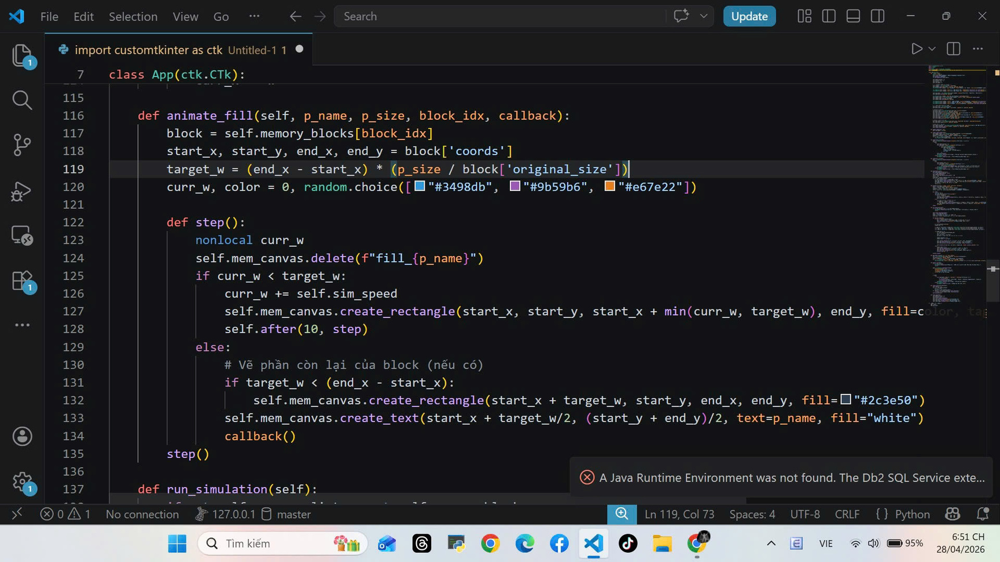 File Edit Selection View Go ··· Search Update
import customtkinter as ctk Untitled-1 1
7 class App(ctk.CTk):
115
116 def animate_fill(self, p_name, p_size, block_idx, callback):
117 block = self.memory_blocks[block_idx]
118 start_x, start_y, end_x, end_y = block['coords']
119 target_w = (end_x - start_x) * (p_size / block['original_size'])
120 curr_w, color = 0, random.choice(["#3498db", "#9b59b6", "#e67e22"])
121
122 def step():
123 nonlocal curr_w
124 self.mem_canvas.delete(f"fill_{p_name}")
125 if curr_w < target_w:
126 curr_w += self.sim_speed
127 self.mem_canvas.create_rectangle(start_x, start_y, start_x + min(curr_w, target_w), end_y, fill=color, tag
128 self.after(10, step)
129 else:
130 # Vẽ phần còn lại của block (nếu có)
131 if target_w < (end_x - start_x):
132 self.mem_canvas.create_rectangle(start_x + target_w, start_y, end_x, end_y, fill="#2c3e50")
133 self.mem_canvas.create_text(start_x + target_w/2, (start_y + end_y)/2, text=p_name, fill="white")
134 callback()
135 step()
136
137 def run_simulation(self):
A Java Runtime Environment was not found. The Db2 SQL Service exte...
0 1 No connection 127.0.0.1 master Ln 119, Col 73 Spaces: 4 UTF-8 CRLF {} Python
Tìm kiếm VIE 95% 6:51 CH
28/04/2026